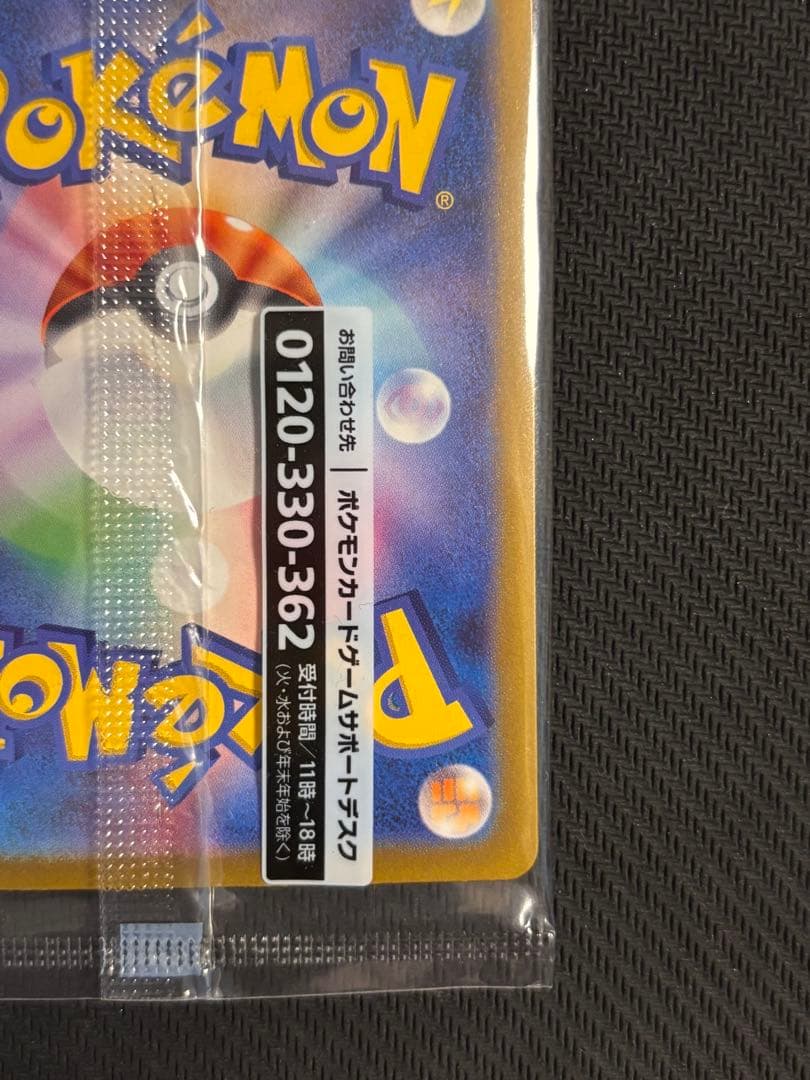 Pokémon
®
お問い合わせ先｜ポケモンカードゲームサポートデスク
0120-330-362 受付時間/11時～18時
(火・水および年末年始を除く)
Pokémon